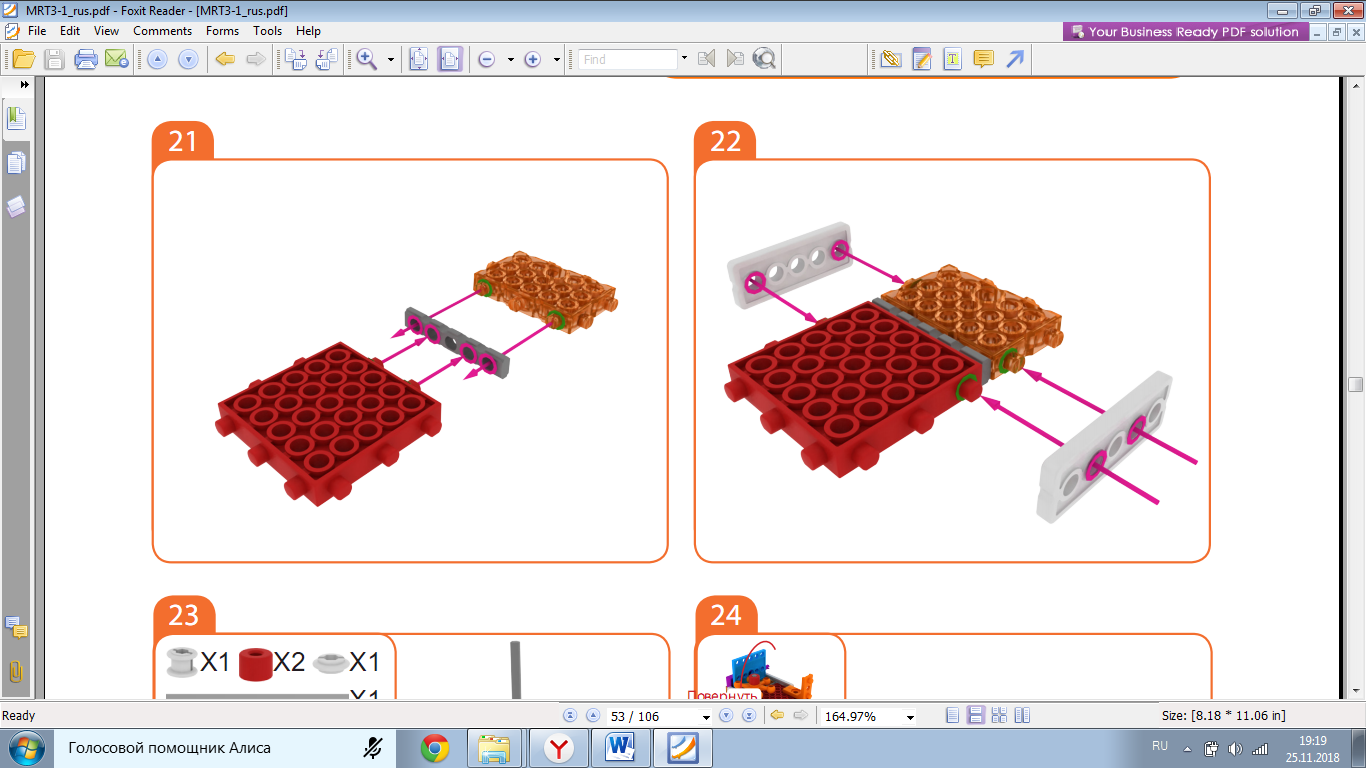 MRT3-1_rus.pdf - Foxit Reader - [MRT3-1_rus.pdf]
File Edit View Comments Forms Tools Help
Your Business Ready PDF solution
Find
21
22
23
24
X1 X2 X1
X1
Повернуть
Ready
53 / 106
164.97%
Size: [8.18 * 11.06 in]
Голосовой помощник Алиса
RU
19:19
25.11.2018